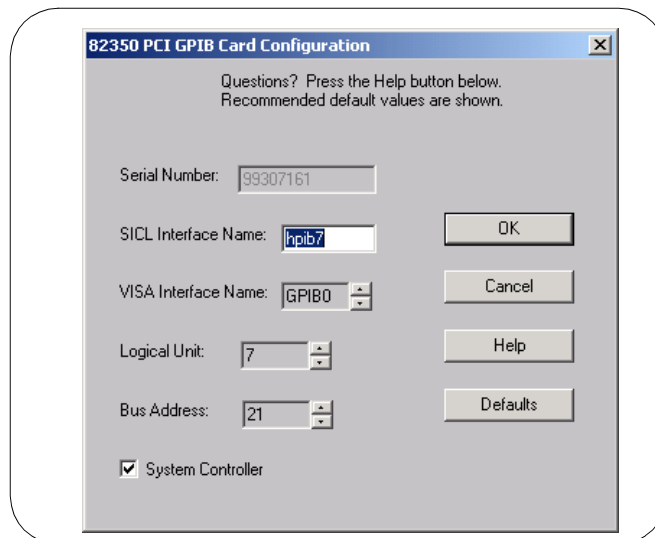 82350 PCI GPIB Card Configuration
Questions? Press the Help button below.
Recommended default values are shown.
Serial Number: 99307161
SICL Interface Name: hpib7
OK
VISA Interface Name: GPIB0
Cancel
Logical Unit: 7
Help
Bus Address: 21
Defaults
System Controller